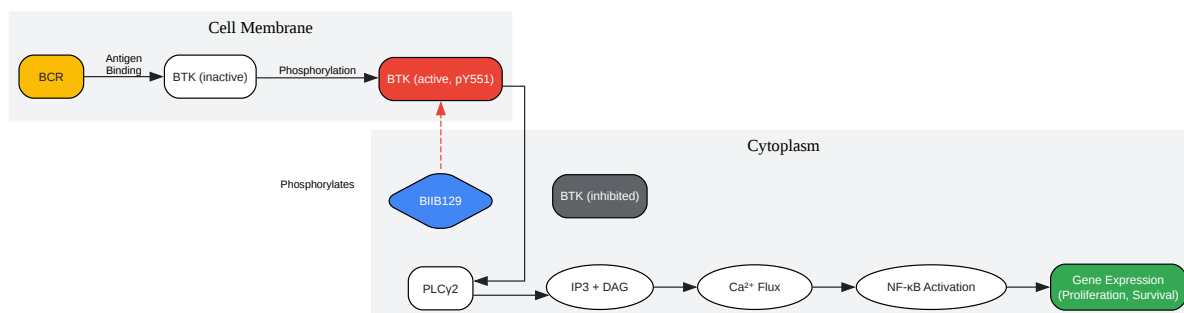 Cell Membrane
BCR
Antigen
Binding
BTK (inactive)
Phosphorylation
BTK (active, pY551)
Cytoplasm
Phosphorylates
BIIB129
BTK (inhibited)
PLCγ2
IP3 + DAG
Ca²⁺ Flux
NF-κB Activation
Gene Expression
(Proliferation, Survival)